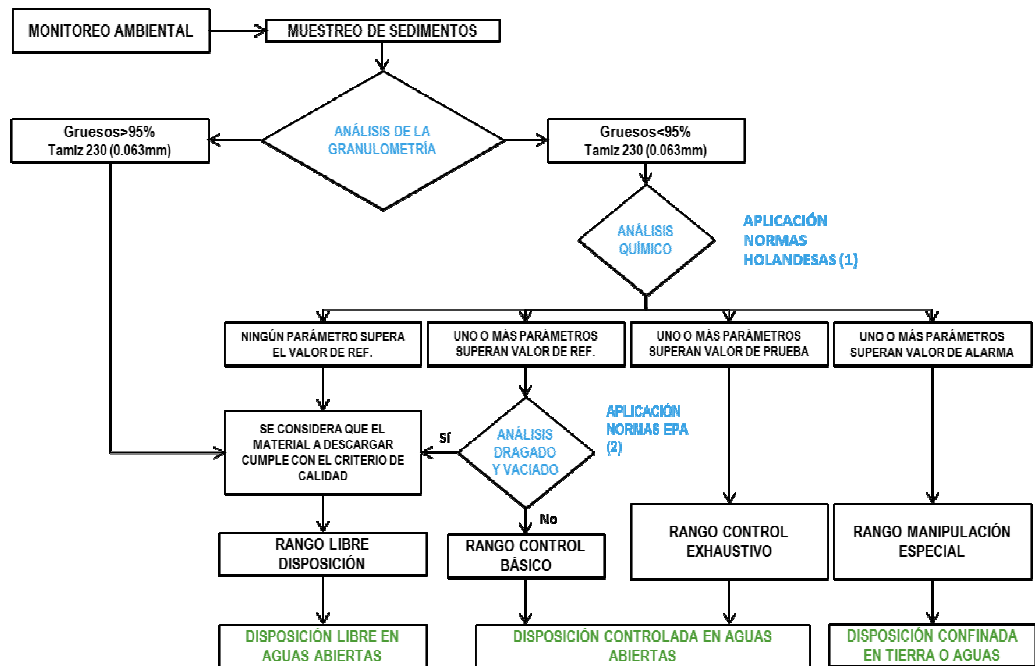 MONITOREO AMBIENTAL
MUESTREO DE SEDIMENTOS
ANÁLISIS DE LA
GRANULOMETRÍA
Gruesos>95%
Tamiz 230 (0.063mm)
Gruesos<95%
Tamiz 230 (0.063mm)
ANÁLISIS
QUÍMICO
APLICACIÓN
NORMAS
HOLANDESAS (1)
NINGÚN PARÁMETRO SUPERA
EL VALOR DE REF.
UNO O MÁS PARÁMETROS
SUPERAN VALOR DE REF.
UNO O MÁS PARÁMETROS
SUPERAN VALOR DE PRUEBA
UNO O MÁS PARÁMETROS
SUPERAN VALOR DE ALARMA
SE CONSIDERA QUE EL
MATERIAL A DESCARGAR
CUMPLE CON EL CRITERIO DE
CALIDAD
Sí
ANÁLISIS
DRAGADO
Y VACIADO
APLICACIÓN
NORMAS EPA
(2)
No
RANGO LIBRE
DISPOSICIÓN
RANGO CONTROL
BÁSICO
RANGO CONTROL
EXHAUSTIVO
RANGO MANIPULACIÓN
ESPECIAL
DISPOSICIÓN LIBRE EN
AGUAS ABIERTAS
DISPOSICIÓN CONTROLADA EN AGUAS
ABIERTAS
DISPOSICIÓN CONFINADA
EN TIERRA O AGUAS